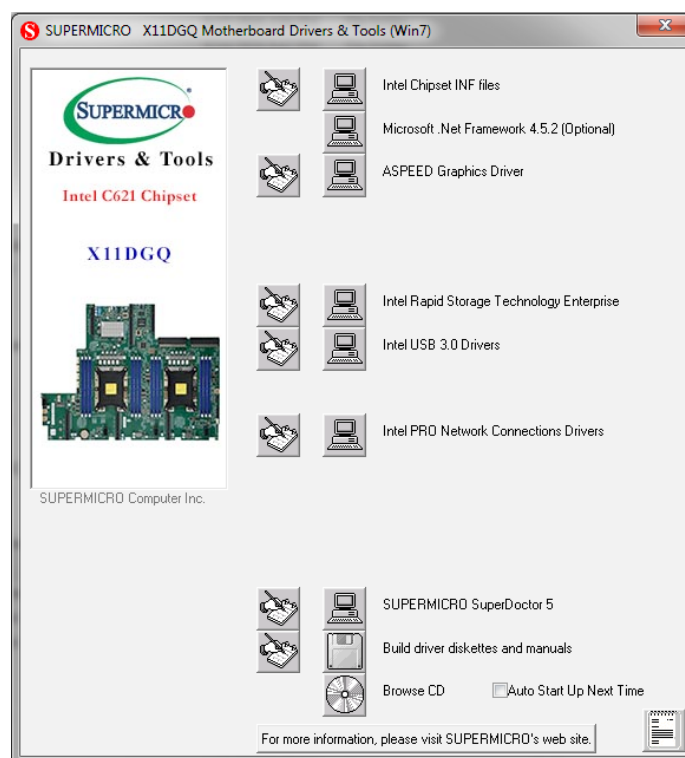 SUPERMICRO X11DGQ Motherboard Drivers & Tools (Win7)
SUPERMICRO
Drivers & Tools
Intel C621 Chipset
X11DGQ
SUPERMICRO Computer Inc.
Intel Chipset INF files
Microsoft .Net Framework 4.5.2 (Optional)
ASPEED Graphics Driver
Intel Rapid Storage Technology Enterprise
Intel USB 3.0 Drivers
Intel PRO Network Connections Drivers
SUPERMICRO SuperDoctor 5
Build driver diskettes and manuals
Browse CD
Auto Start Up Next Time
For more information, please visit SUPERMICRO's web site.